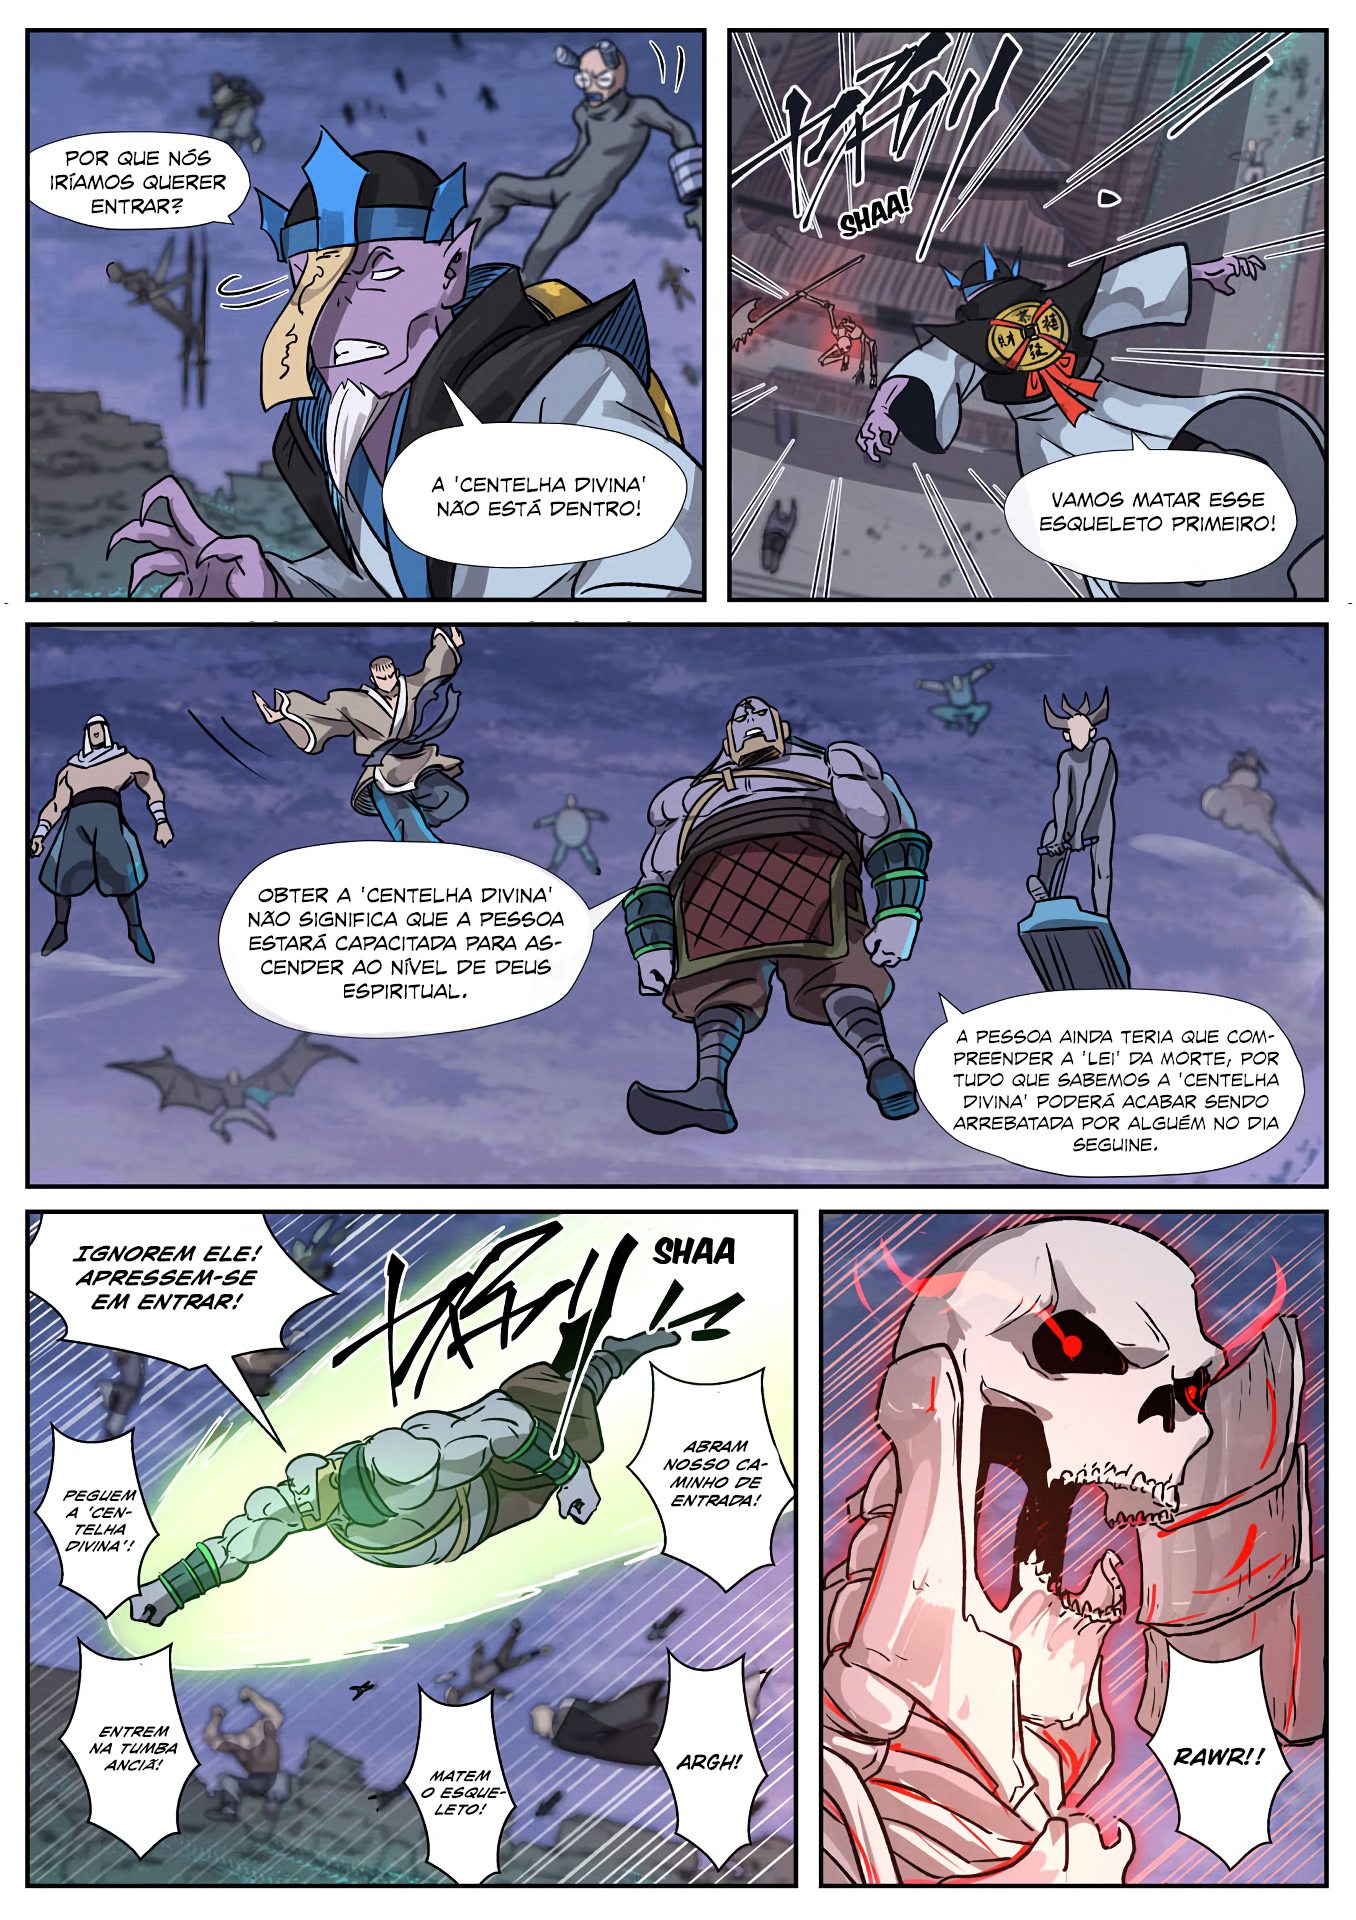 POR QUE NÓS
IRÍAMOS QUERER
ENTRAR?
A 'CENTELHA DIVINA'
NÃO ESTÁ DENTRO!
SHAA!
VAMOS MATAR ESSE
ESQUELETO PRIMEIRO!
OBTER A 'CENTELHA DIVINA'
NÃO SIGNIFICA QUE A PESSOA
ESTARÁ CAPACITADA PARA AS-
CENDER AO NÍVEL DE DEUS
ESPIRITUAL.
A PESSOA AINDA TERIA QUE COM-
PREENDER A 'LEI' DA MORTE, POR
TUDO QUE SABEMOS A 'CENTELHA
DIVINA' PODERÁ ACABAR SENDO
ARREBATADA POR ALGUÉM NO DIA
SEGUINE.
IGNOREM ELE!
APRESSEM-SE
EM ENTRAR!
SHAA
PEGUEM
A 'CEN-
TELHA
DIVINA'!
ABRAM
NOSSO CA-
MINHO DE
ENTRADA!
ENTREM
NA TUMBA
ANCIÃ!
MATEM
O ESQUE-
LETO!
ARGH!
RAWR!!